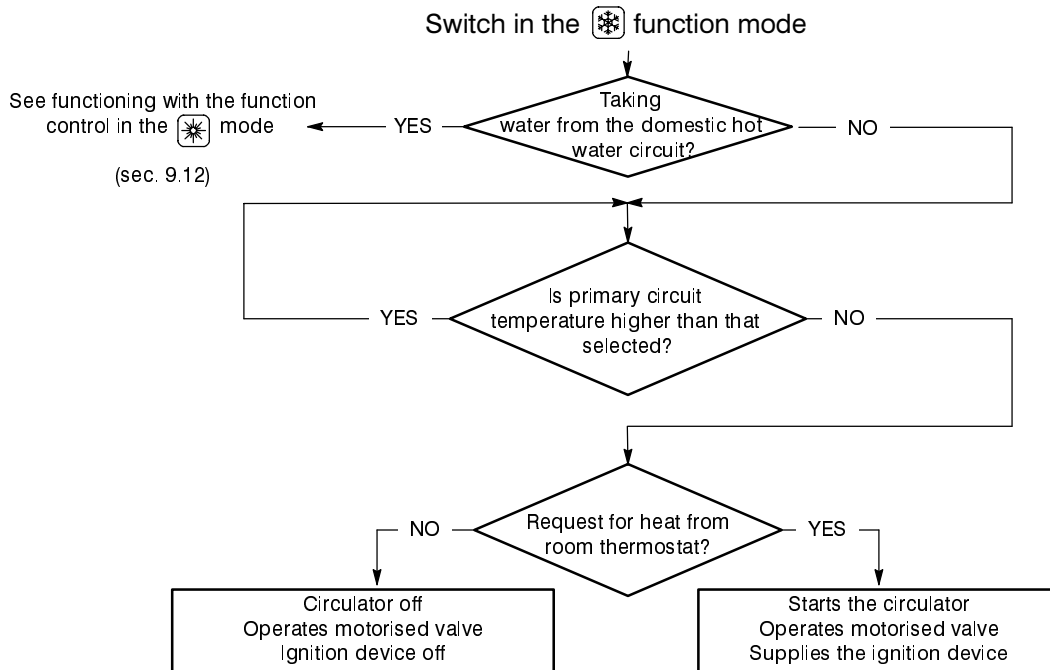 Switch in the function mode
Taking
water from the domestic hot
water circuit?
YES
NO
See functioning with the function
control in the mode
(sec. 9.12)
Is primary circuit
temperature higher than that
selected?
YES
NO
Request for heat from
room thermostat?
NO
YES
Circulator off
Operates motorised valve
Ignition device off
Starts the circulator
Operates motorised valve
Supplies the ignition device